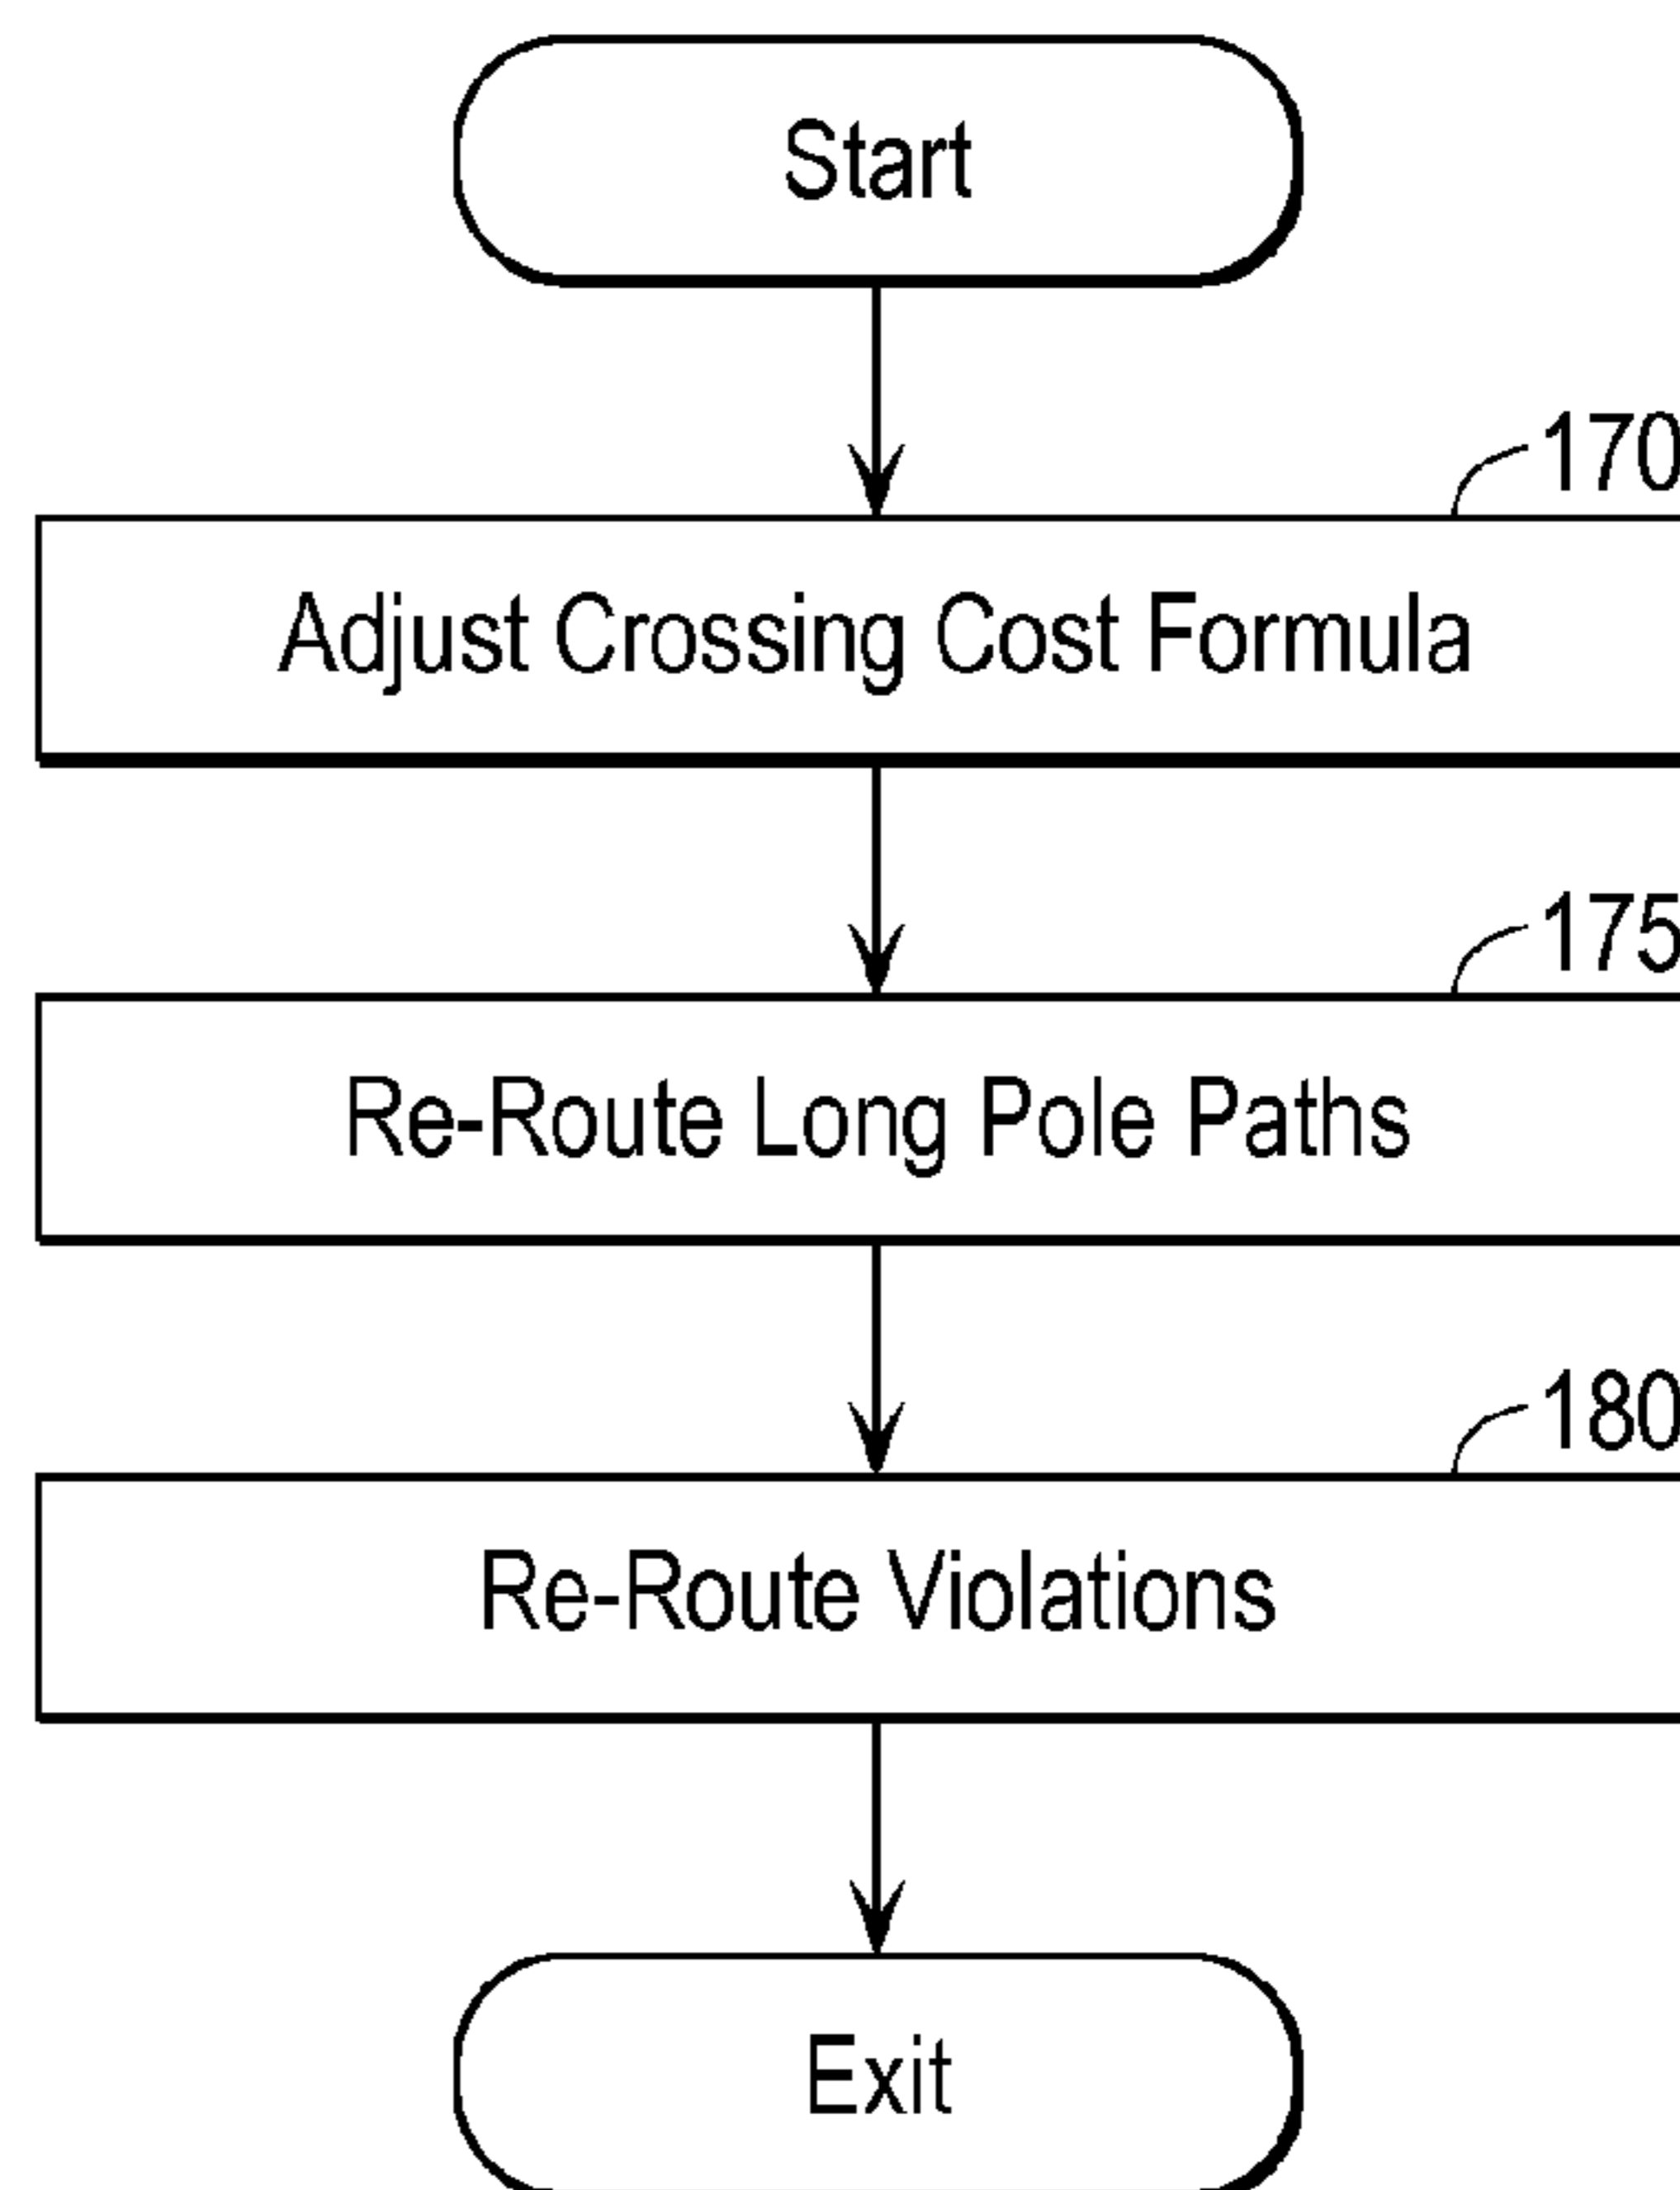 Start
170
Adjust Crossing Cost Formula
175
Re-Route Long Pole Paths
180
Re-Route Violations
Exit